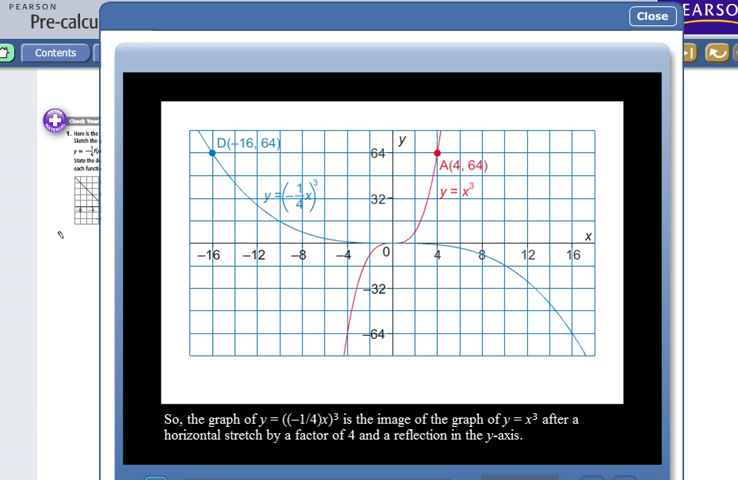 PEARSON
Pre-calcu
EARSO
Close
Contents
Check Your
1. Here is the
Sketch the
State the d
each functi
y
D(−16, 64)
64
A(4, 64)
y = (−1/4 x)³
y = x³
32
x
−16 −12 −8 −4 0 4 8 12 16
−32
−64
So, the graph of y = ((−1/4)x)³ is the image of the graph of y = x³ after a
horizontal stretch by a factor of 4 and a reflection in the y-axis.